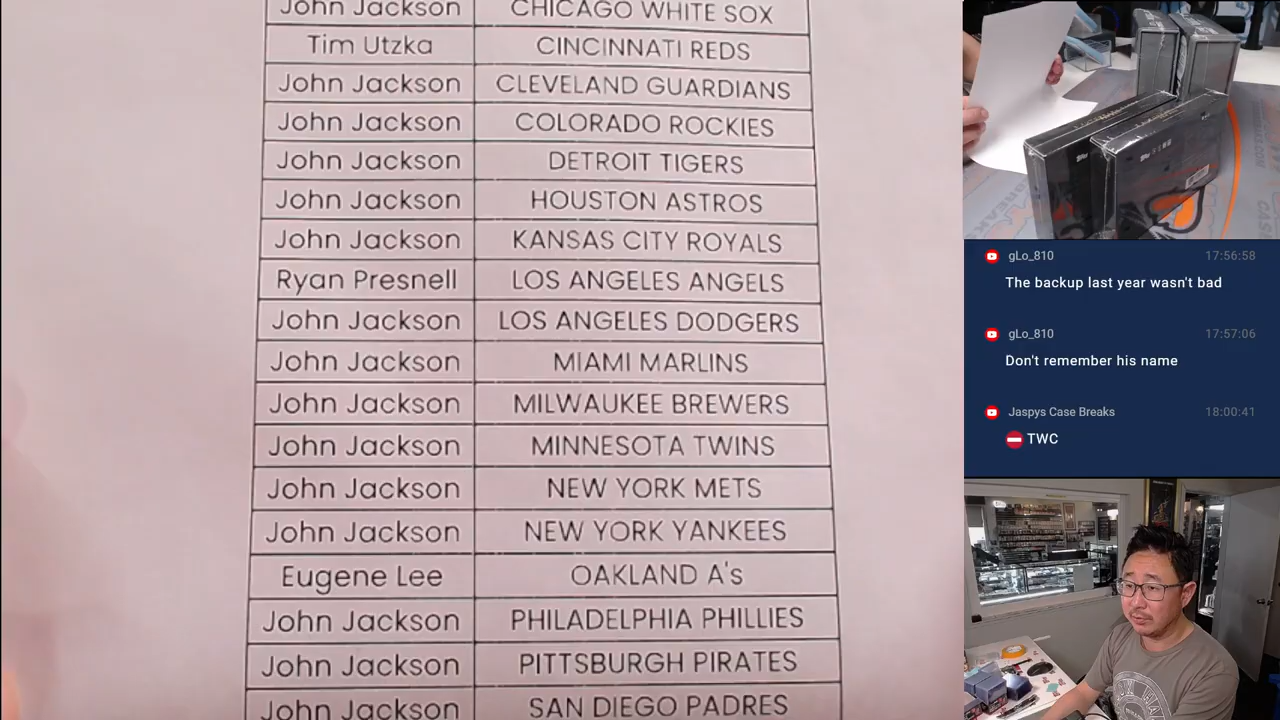 John Jackson CHICAGO WHITE SOX
Tim Utzka CINCINNATI REDS
John Jackson CLEVELAND GUARDIANS
John Jackson COLORADO ROCKIES
John Jackson DETROIT TIGERS
John Jackson HOUSTON ASTROS
John Jackson KANSAS CITY ROYALS
Ryan Presnell LOS ANGELES ANGELS
John Jackson LOS ANGELES DODGERS
John Jackson MIAMI MARLINS
John Jackson MILWAUKEE BREWERS
John Jackson MINNESOTA TWINS
John Jackson NEW YORK METS
John Jackson NEW YORK YANKEES
Eugene Lee OAKLAND A's
John Jackson PHILADELPHIA PHILLIES
John Jackson PITTSBURGH PIRATES
John Jackson SAN DIEGO PADRES
gLo_810 17:56:58
The backup last year wasn't bad
gLo_810 17:57:06
Don't remember his name
Jaspys Case Breaks 18:00:41
TWC